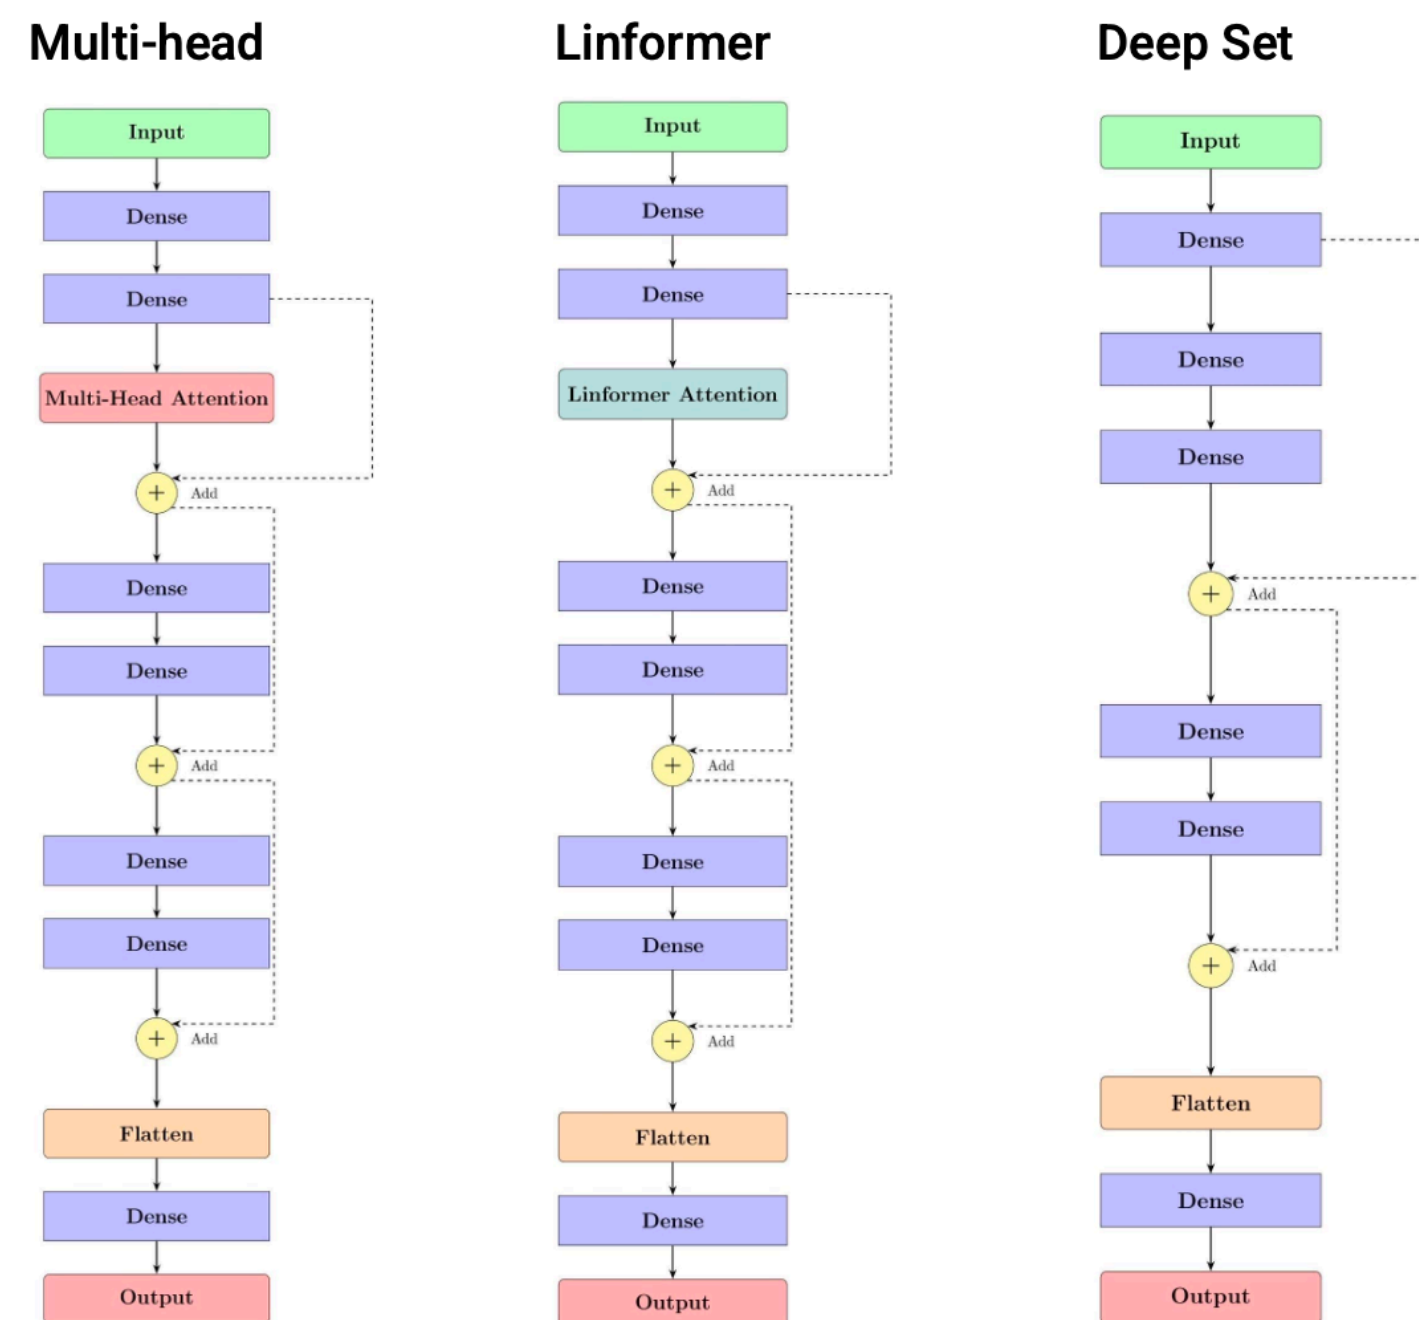 Multi-head
Input
Dense
Dense
Multi-Head Attention
+
Add
Dense
Dense
+
Add
Dense
Dense
+
Add
Flatten
Dense
Output
Linformer
Input
Dense
Dense
Linformer Attention
+
Add
Dense
Dense
+
Add
Dense
Dense
+
Add
Flatten
Dense
Output
Deep Set
Input
Dense
Dense
Dense
+
Add
Dense
Dense
+
Add
Flatten
Dense
Output